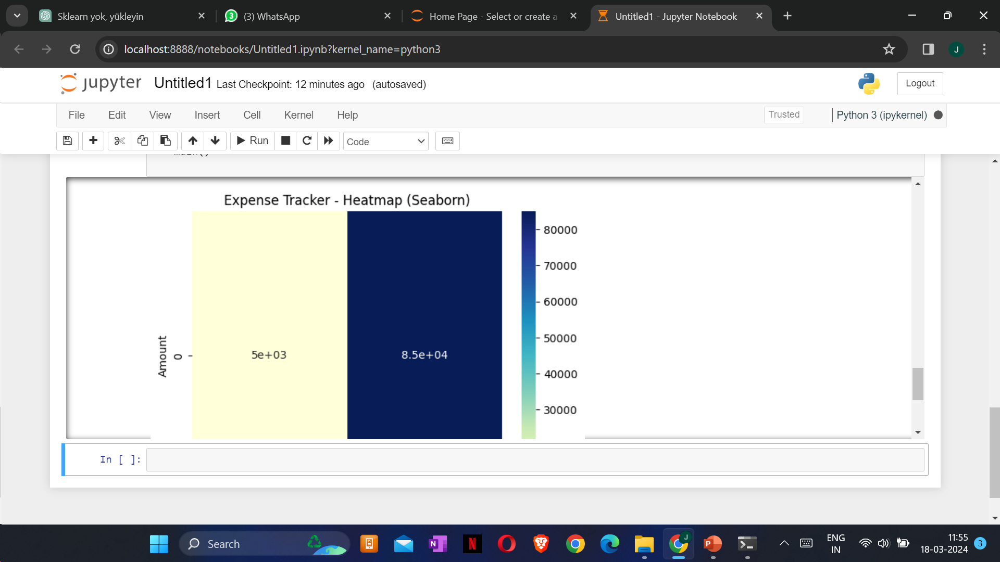 Sklearn yok, yükleyin
3
(3) WhatsApp
Home Page - Select or create a
Untitled1 - Jupyter Notebook
localhost:8888/notebooks/Untitled1.ipynb?kernel_name=python3
J
jupyter
Untitled1 Last Checkpoint: 12 minutes ago (autosaved)
Logout
File Edit View Insert Cell Kernel Help
Trusted
Python 3 (ipykernel)
Run
Code
Expense Tracker - Heatmap (Seaborn)
80000
70000
60000
50000
40000
30000
Amount
0
5e+03
8.5e+04
In [ ]:
Search
N
N
J
P
ENG
IN
11:55
18-03-2024
3